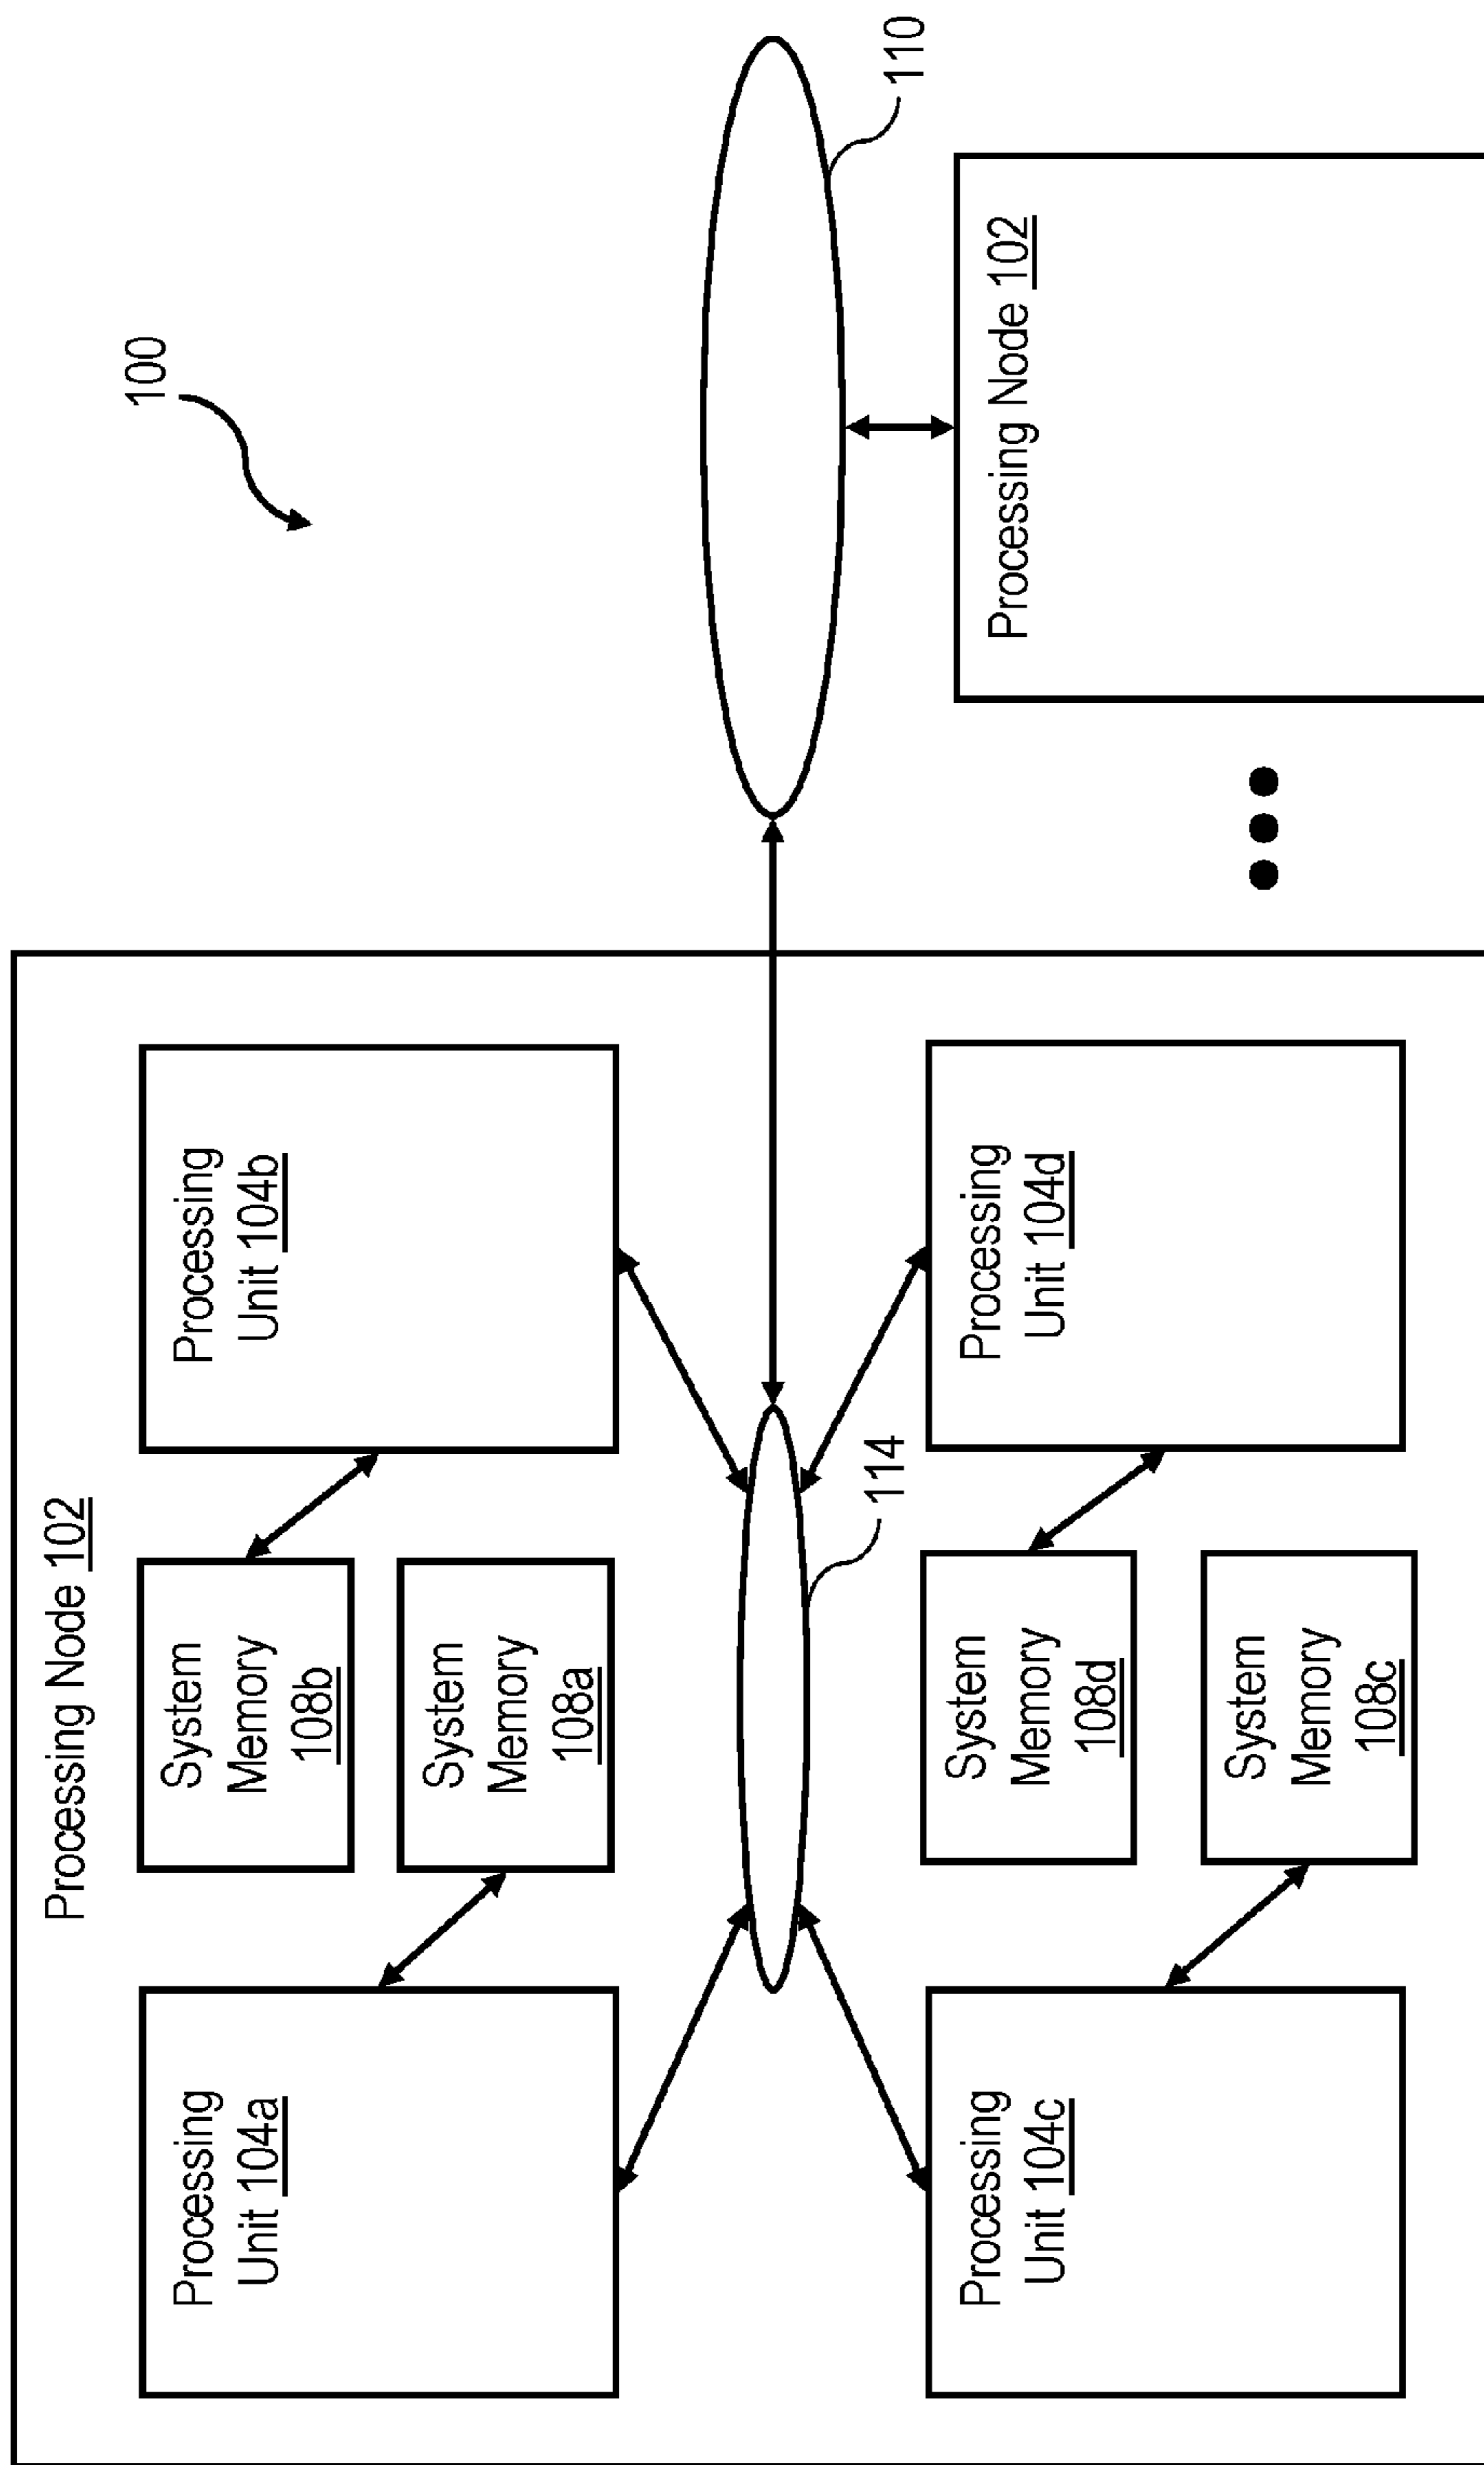 100
Processing Node 102
Processing
Unit 104a
System
Memory
108b
Processing
Unit 104b
System
Memory
108a
110
114
Processing
Unit 104c
System
Memory
108d
Processing
Unit 104d
System
Memory
108c
Processing Node 102